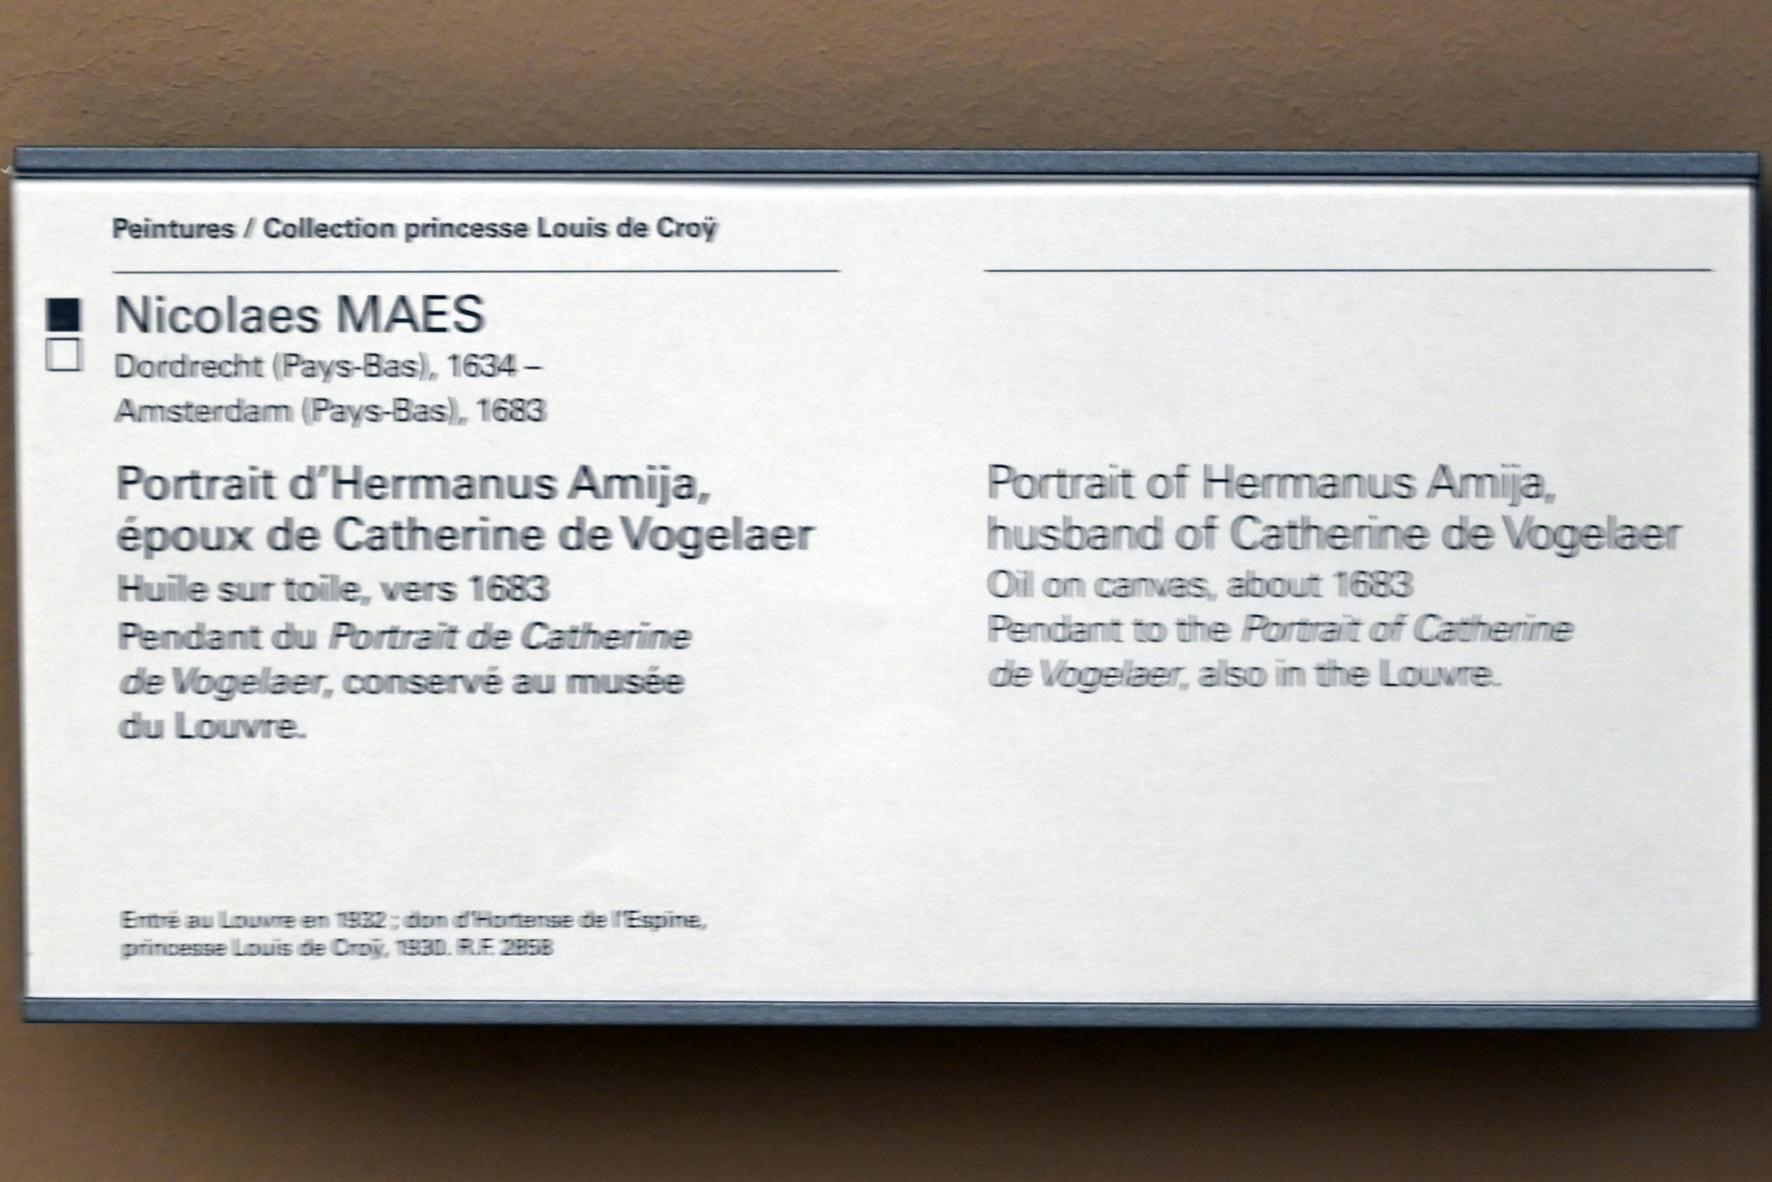 Peintures / Collection princesse Louis de Croÿ
Nicolaes MAES
Dordrecht (Pays-Bas), 1634 –
Amsterdam (Pays-Bas), 1683
Portrait d'Hermanus Amija,
époux de Catherine de Vogelaer
Huile sur toile, vers 1683
Pendant du Portrait de Catherine
de Vogelaer, conservé au musée
du Louvre.
Portrait of Hermanus Amija,
husband of Catherine de Vogelaer
Oil on canvas, about 1683
Pendant to the Portrait of Catherine
de Vogelaer, also in the Louvre.
Entré au Louvre en 1932 ; don d'Hortense de l'Espine,
princesse Louis de Croÿ, 1930. R.F. 2858